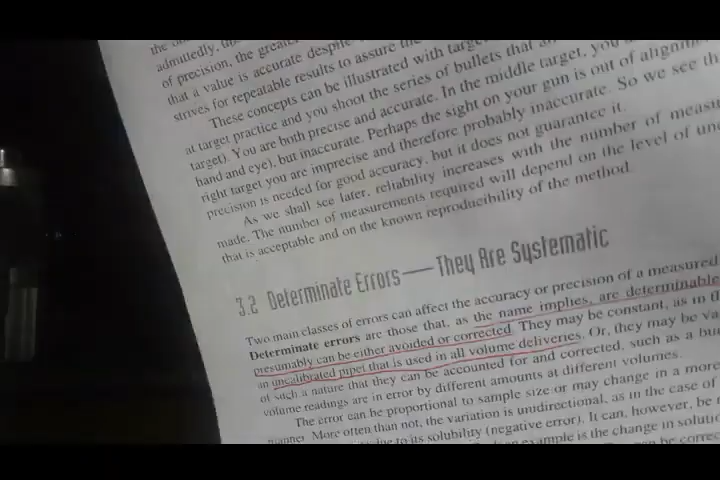 admutedly,
of precision, the greater
that a value is accurate despite
strives for repeatable results to assure the
These concepts can be illustrated with target
at target practice and you shoot the series of bullets that
target). You are both precise and accurate. In the middle target, you
hand and eye), but inaccurate. Perhaps the sight on your gun is out of alignm
right target you are imprecise and therefore probably inaccurate. So we see th
precision is needed for good accuracy, but it does not guarantee it.
As we shall see later, reliability increases with the number of measu
made. The number of measurements required will depend on the level of un
that is acceptable and on the known reproducibility of the method.
3.2 Determinate Errors—They Are Systematic
Two main classes of errors can affect the accuracy or precision of a measured
Determinate errors are those that, as the name implies, are determinable
presumably can be either avoided or corrected. They may be constant, as in th
an uncalibrated pipet that is used in all volume deliveries. Or, they may be va
of such a nature that they can be accounted for and corrected, such as a bu
volume readings are in error by different amounts at different volumes.
The error can be proportional to sample size or may change in a more
manner. More often than not, the variation is unidirectional, as in the case of
to its solubility (negative error). It can, however, be
example is the change in soluti
be correc